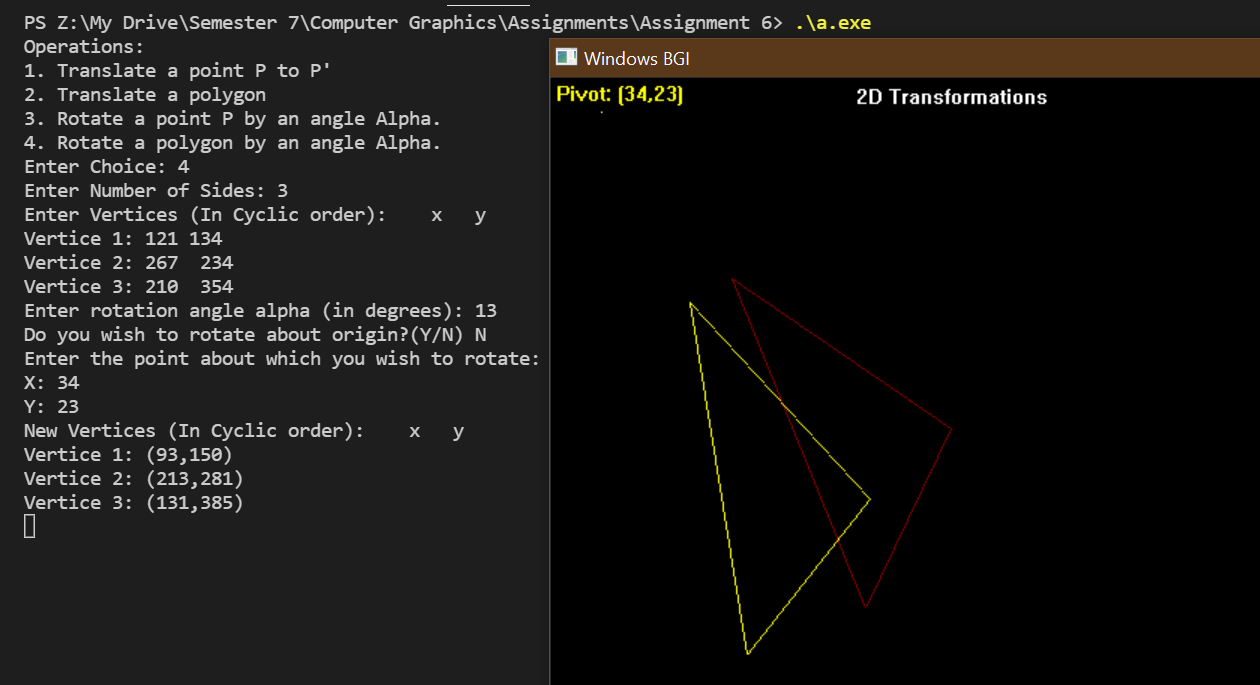 PS Z:\My Drive\Semester 7\Computer Graphics\Assignments\Assignment 6> .\a.exe
Operations:
1. Translate a point P to P'
2. Translate a polygon
3. Rotate a point P by an angle Alpha.
4. Rotate a polygon by an angle Alpha.
Enter Choice: 4
Enter Number of Sides: 3
Enter Vertices (In Cyclic order):    x   y
Vertice 1: 121 134
Vertice 2: 267  234
Vertice 3: 210  354
Enter rotation angle alpha (in degrees): 13
Do you wish to rotate about origin?(Y/N) N
Enter the point about which you wish to rotate:
X: 34
Y: 23
New Vertices (In Cyclic order):    x   y
Vertice 1: (93,150)
Vertice 2: (213,281)
Vertice 3: (131,385)
Windows BGI
Pivot: (34,23)
2D Transformations